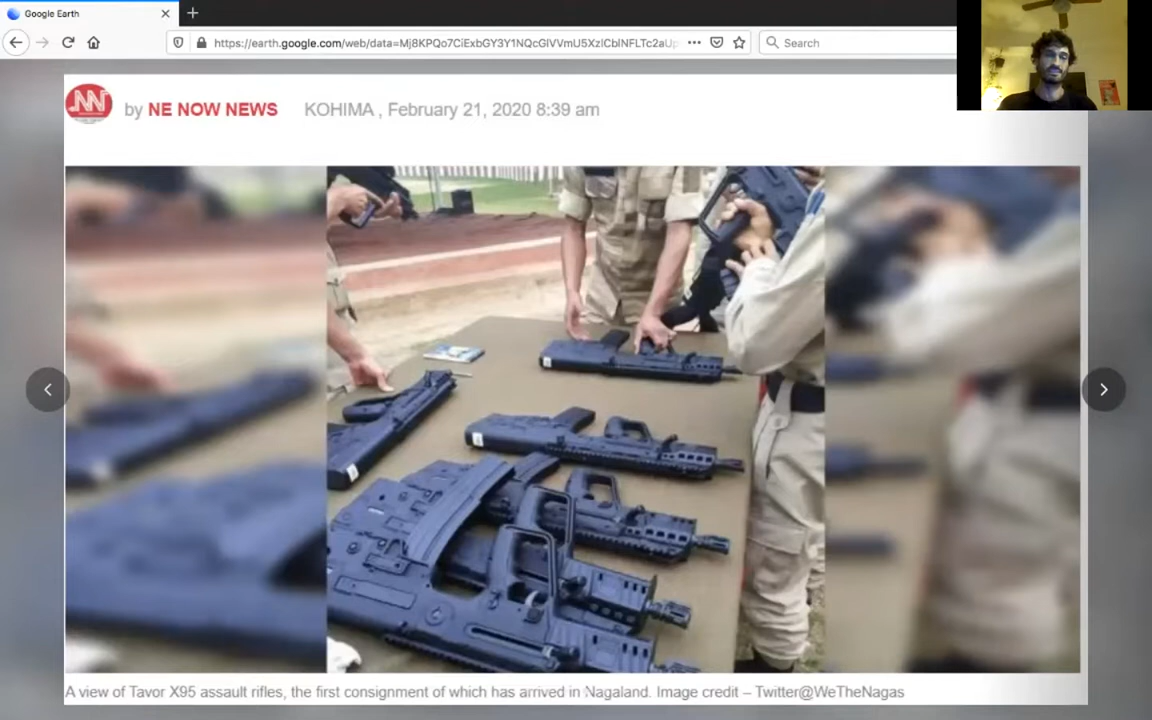 Google Earth
https://earth.google.com/web/data=Mj8KPQo7CiExbGY3Y1NQcGlVVmU5XzlCblNFLTc2aUp
Search
NN
by NE NOW NEWS KOHIMA , February 21, 2020 8:39 am
A view of Tavor X95 assault rifles, the first consignment of which has arrived in Nagaland. Image credit – Twitter@WeTheNagas